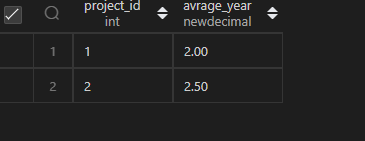 project_id avrage_year
int newdecimal
1 1 2.00
2 2 2.50